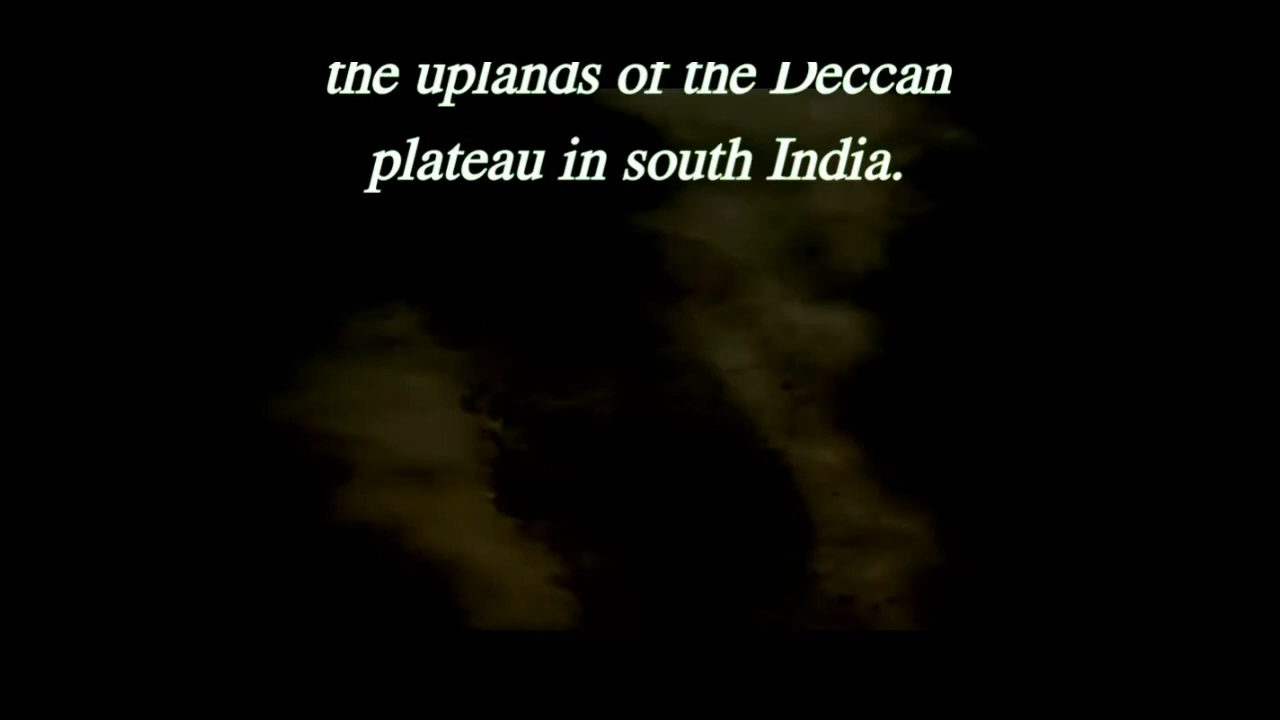 the uplands of the Deccan
plateau in south India.